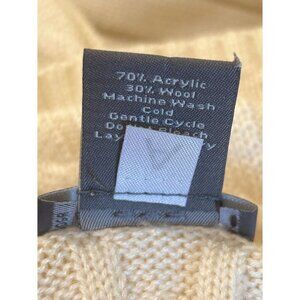 70% Acrylic
30% Wool
Machine Wash
Cold
Gentle Cycle
Do Bleach
Lay